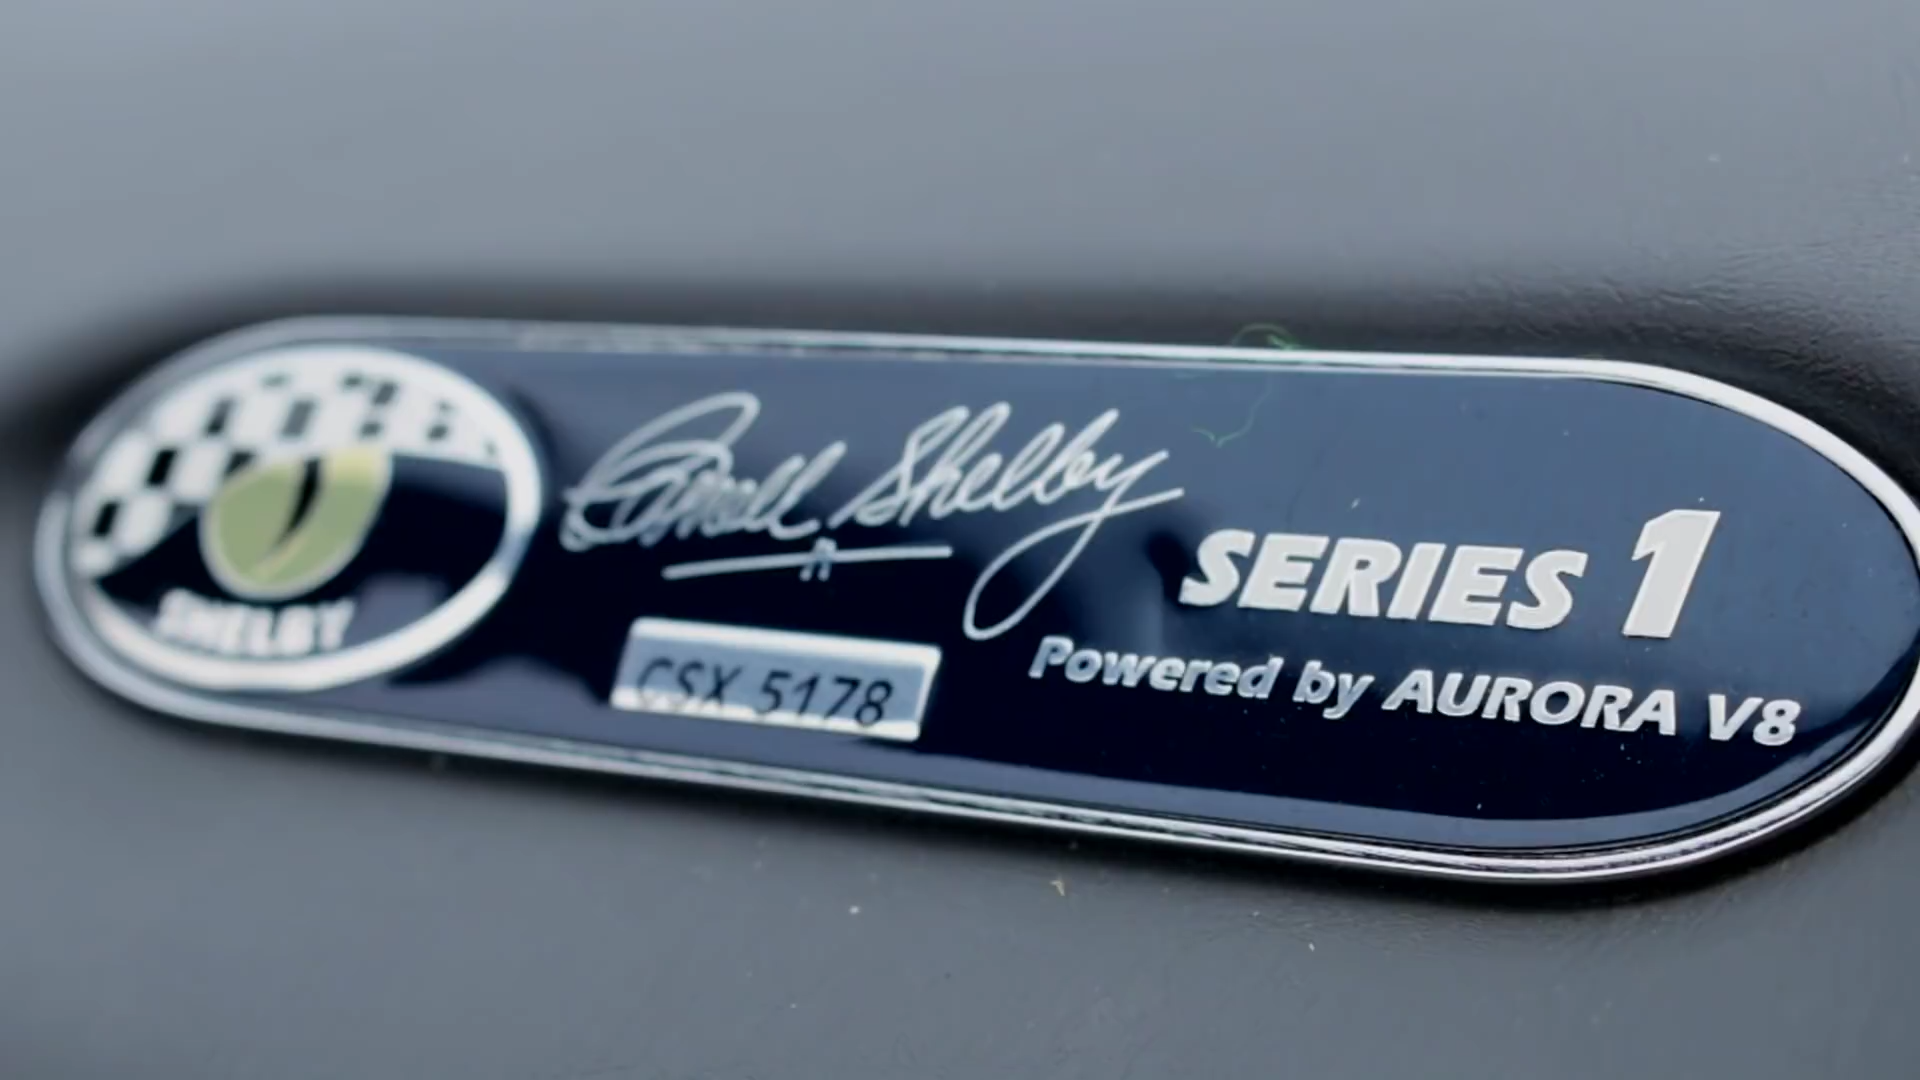 SHELBY
Carroll Shelby
CSX 5178
SERIES 1
Powered by AURORA V8